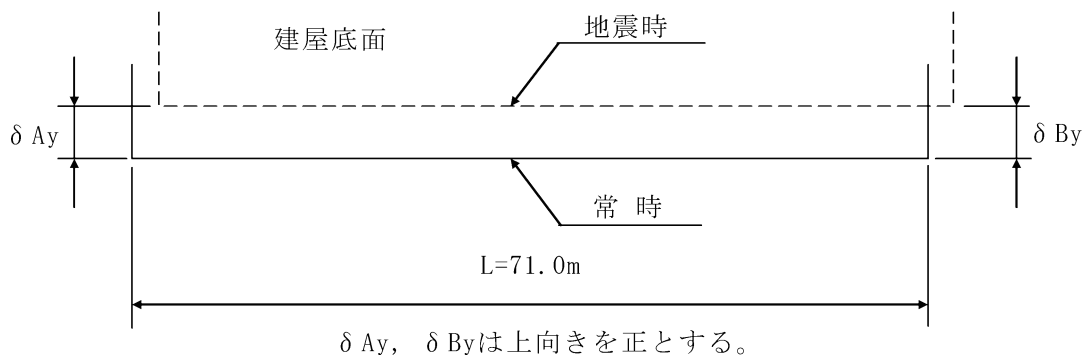 建屋底面
地震時
δAy
δBy
常 時
L=71.0m
δAy, δByは上向きを正とする。